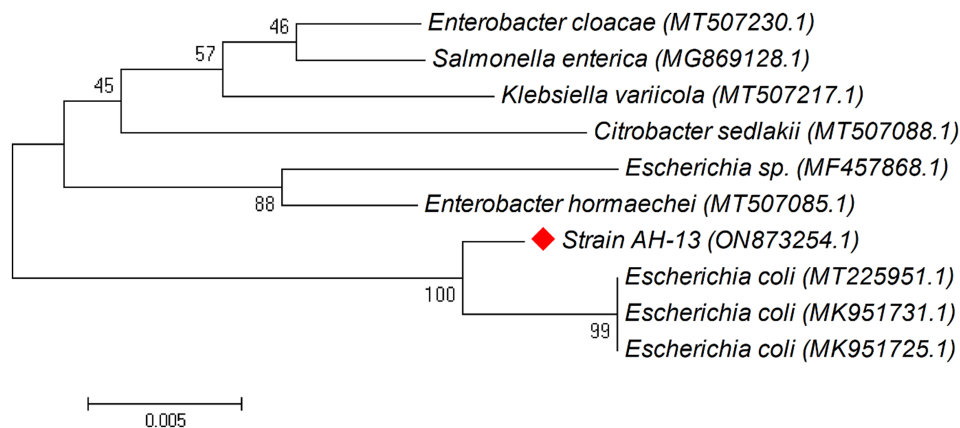 Enterobacter cloacae (MT507230.1)
46
Salmonella enterica (MG869128.1)
57
Klebsiella variicola (MT507217.1)
45
Citrobacter sedlakii (MT507088.1)
Escherichia sp. (MF457868.1)
88
Enterobacter hormaechei (MT507085.1)
Strain AH-13 (ON873254.1)
Escherichia coli (MT225951.1)
100
Escherichia coli (MK951731.1)
99
Escherichia coli (MK951725.1)
0.005